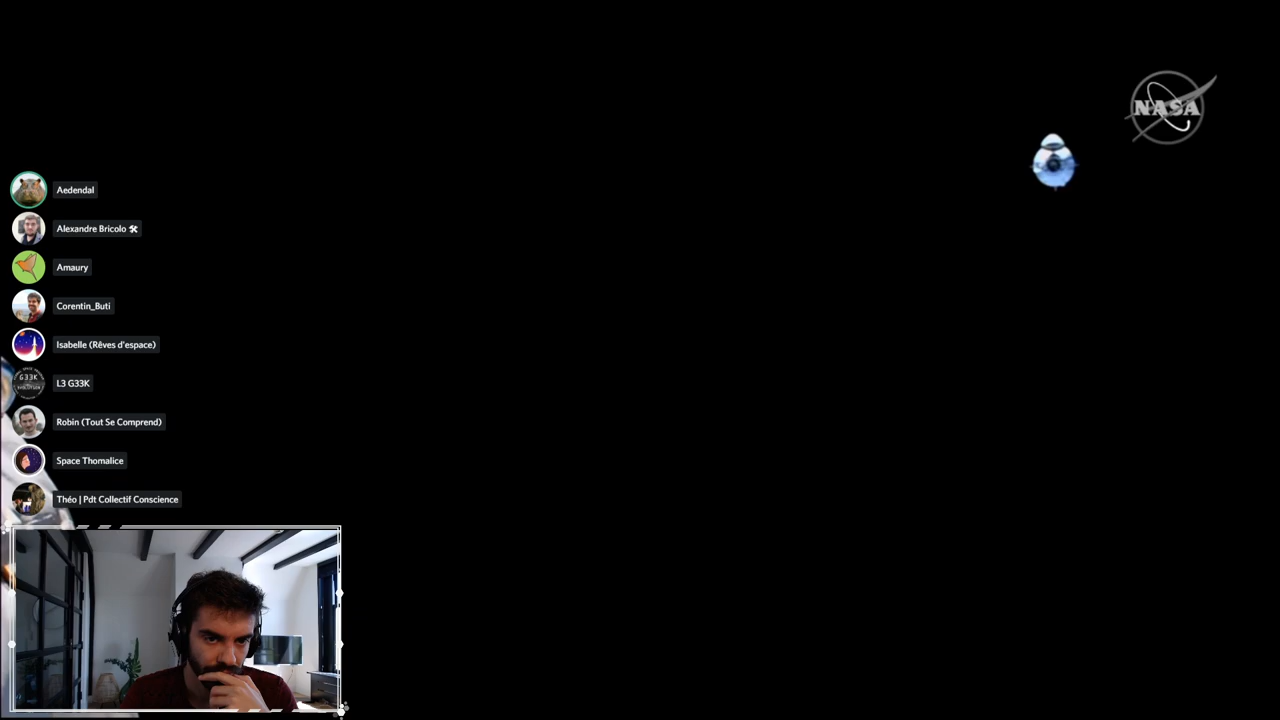 NASA
Aedendal
Alexandre Bricolo 🛠
Amaury
Corentin_Buti
Isabelle (Rêves d'espace)
G33K
L3 G33K
Robin (Tout Se Comprend)
Space Thomalice
Théo | Pdt Collectif Conscience